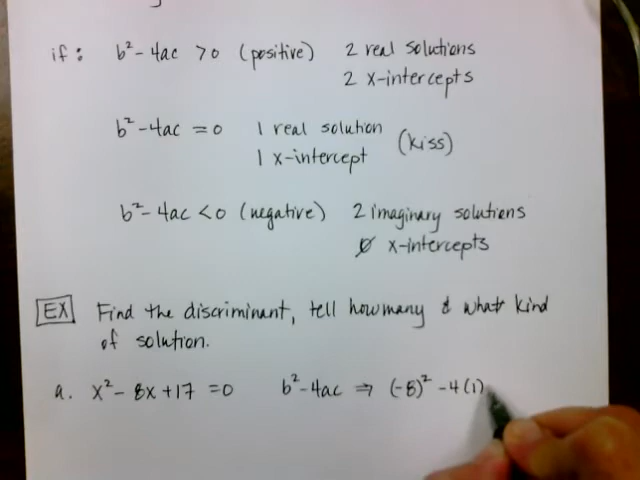 if: b² - 4ac > 0 (positive) 2 real solutions
2 x-intercepts
b² - 4ac = 0 1 real solution
1 x-intercept (kiss)
b² - 4ac < 0 (negative) 2 imaginary solutions
∅ x-intercepts
EX Find the discriminant, tell how many & what kind
of solution.
a. x² - 8x + 17 = 0 b² - 4ac ⇒ (-8)² - 4(1)